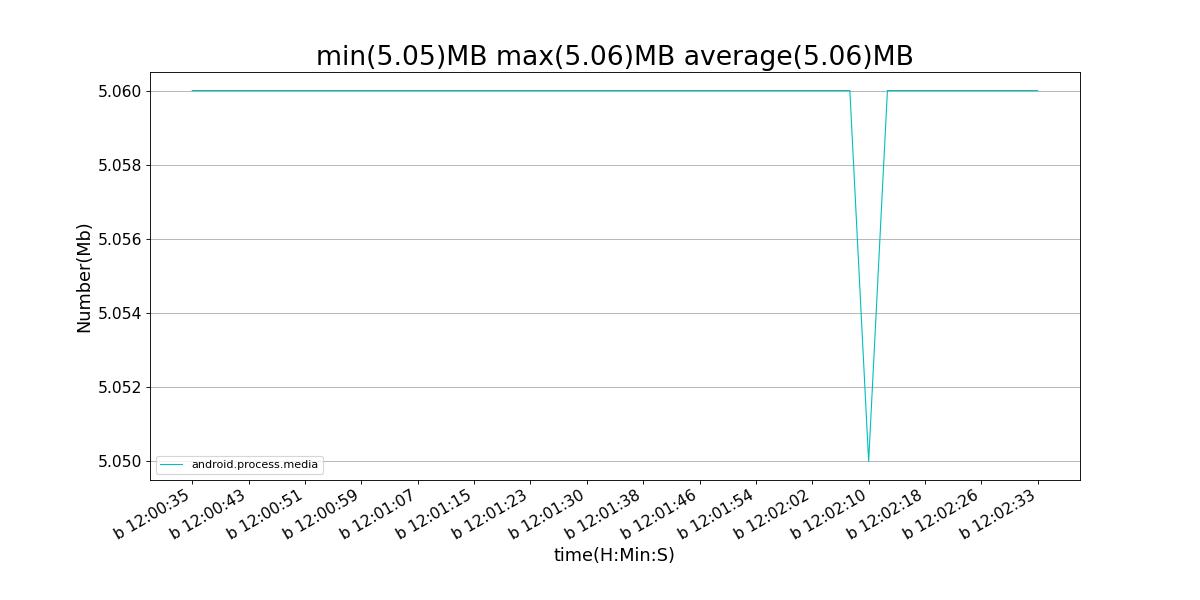 min(5.05)MB max(5.06)MB average(5.06)MB
5.060
5.058
5.056
5.054
5.052
5.050
Number(Mb)
android.process.media
b 12:00:35
b 12:00:43
b 12:00:51
b 12:00:59
b 12:01:07
b 12:01:15
b 12:01:23
b 12:01:30
b 12:01:38
b 12:01:46
b 12:01:54
b 12:02:02
b 12:02:10
b 12:02:18
b 12:02:26
b 12:02:33
time(H:Min:S)